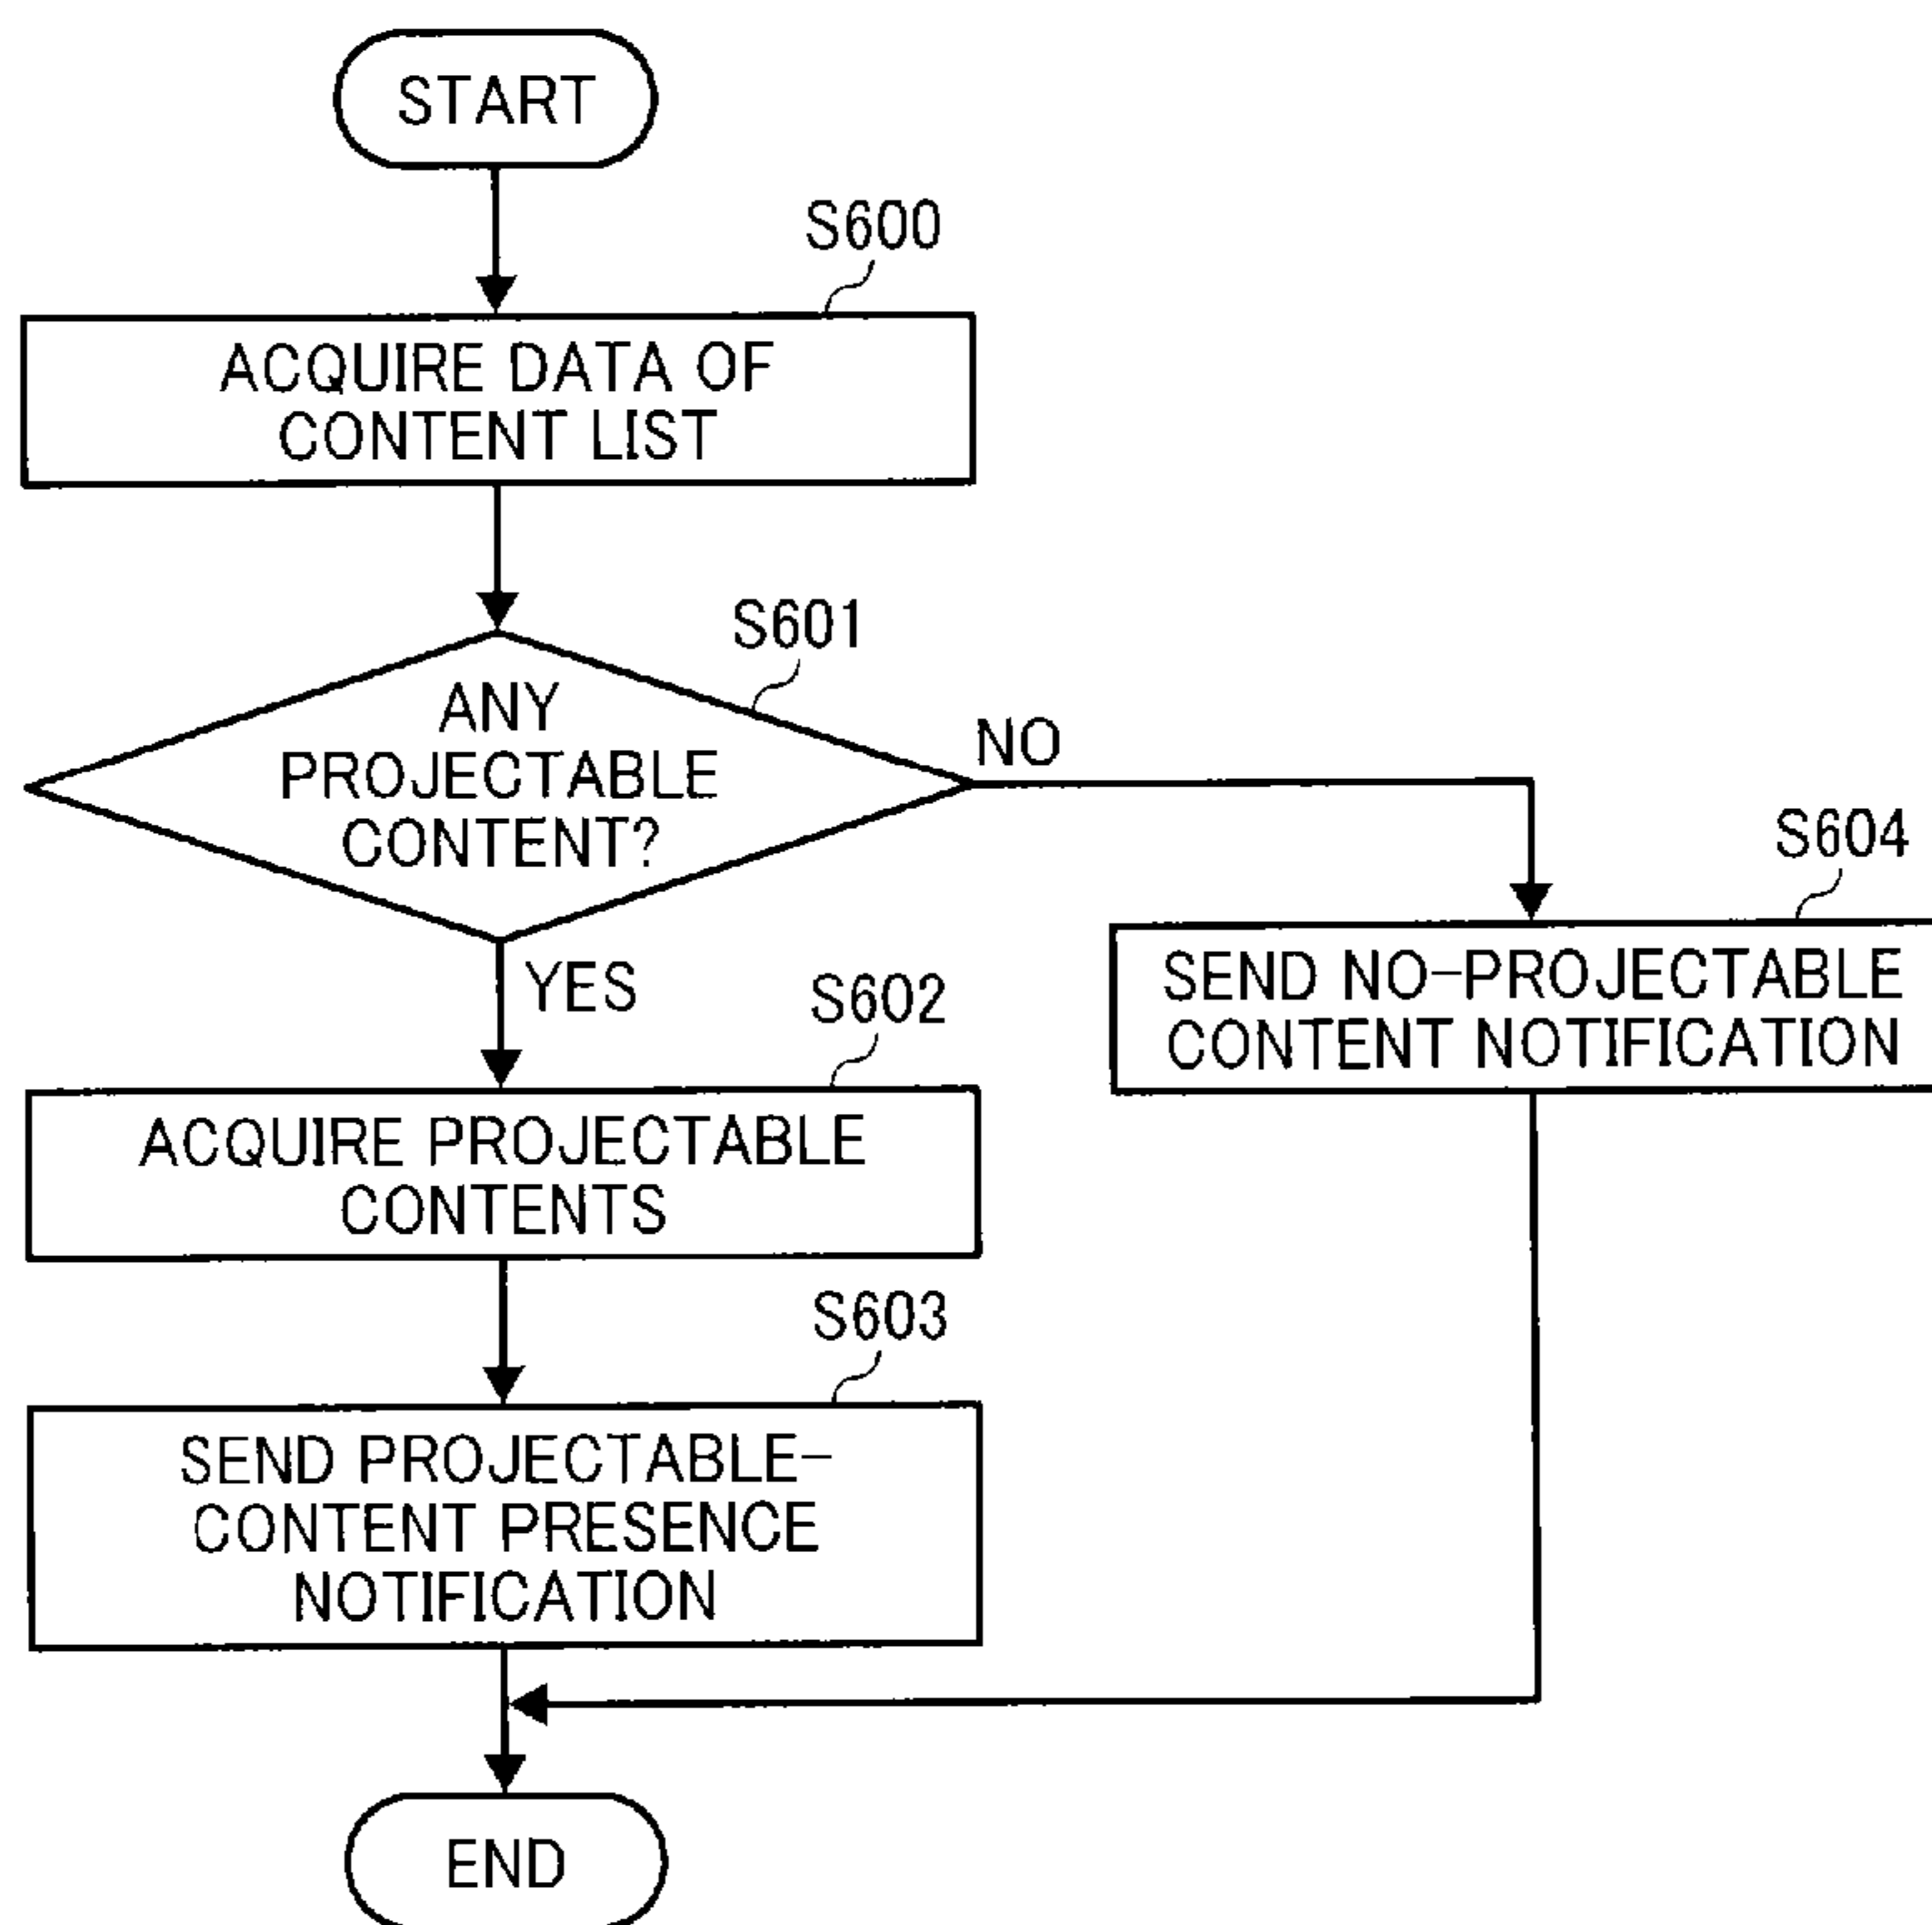 START
S600
ACQUIRE DATA OF
CONTENT LIST
S601
ANY
PROJECTABLE
CONTENT?
NO
YES
S604
SEND NO-PROJECTABLE
CONTENT NOTIFICATION
S602
ACQUIRE PROJECTABLE
CONTENTS
S603
SEND PROJECTABLE-
CONTENT PRESENCE
NOTIFICATION
END